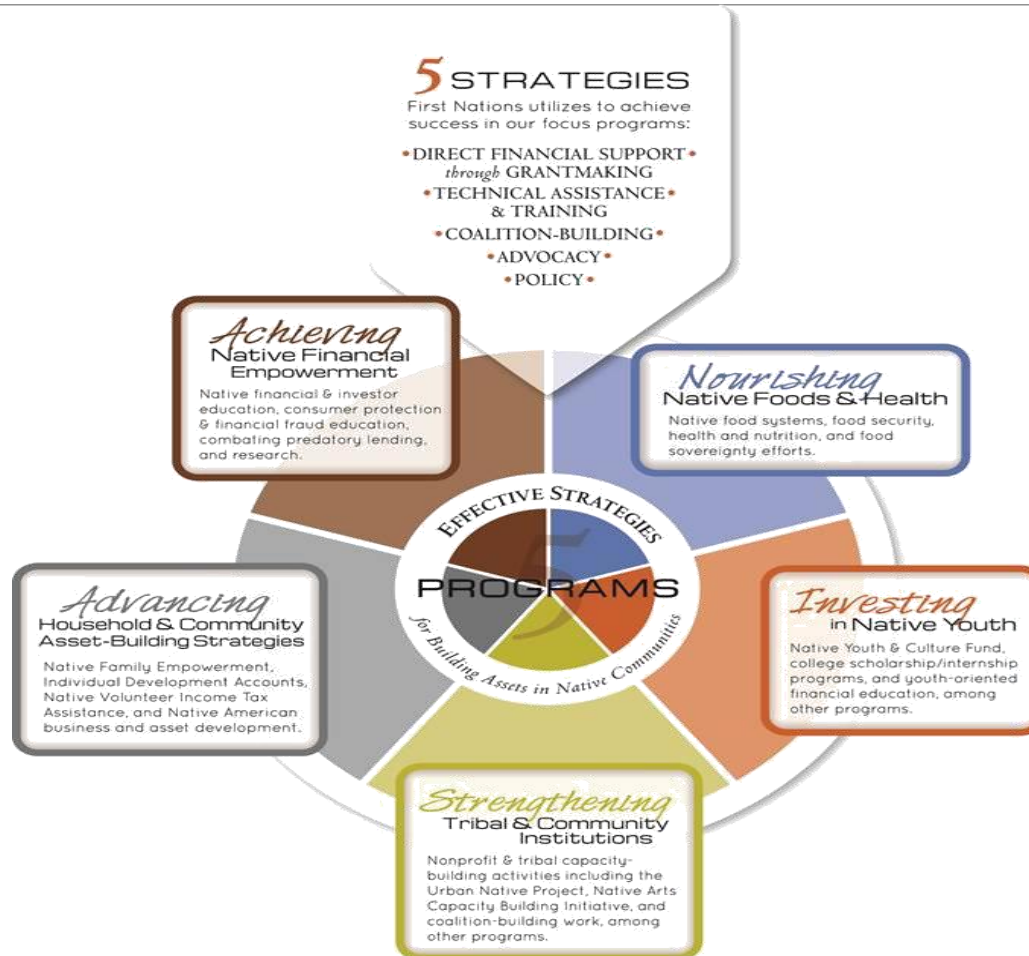 5 STRATEGIES
First Nations utilizes to achieve
success in our focus programs:
•DIRECT FINANCIAL SUPPORT•
through GRANTMAKING
•TECHNICAL ASSISTANCE•
& TRAINING
•COALITION-BUILDING•
•ADVOCACY•
•POLICY•
Achieving
Native Financial
Empowerment
Native financial & investor
education, consumer protection
& financial fraud education,
combating predatory lending,
and research.
Nourishing
Native Foods & Health
Native food systems, food security,
health and nutrition, and food
sovereignty efforts.
EFFECTIVE STRATEGIES
5
PROGRAMS
for Building Assets in Native Communities
Advancing
Household & Community
Asset-Building Strategies
Native Family Empowerment,
Individual Development Accounts,
Native Volunteer Income Tax
Assistance, and Native American
business and asset development.
Investing
in Native Youth
Native Youth & Culture Fund,
college scholarship/internship
programs, and youth-oriented
financial education, among
other programs.
Strengthening
Tribal & Community
Institutions
Nonprofit & tribal capacity-
building activities including the
Urban Native Project, Native Arts
Capacity Building Initiative, and
coalition-building work, among
other programs.